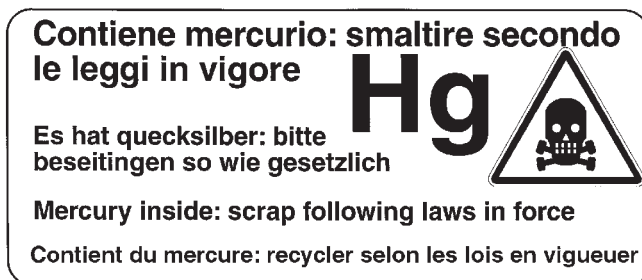 Contiene mercurio: smaltire secondo
le leggi in vigore
Hg
Es hat quecksilber: bitte
beseitingen so wie gesetzlich
Mercury inside: scrap following laws in force
Contient du mercure: recycler selon les lois en vigueuer